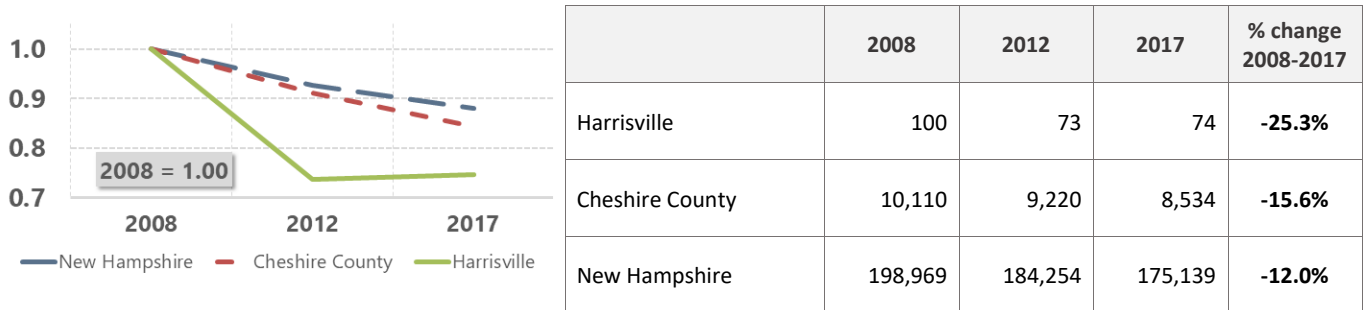 1.0
0.9
0.8
0.7
2008 = 1.00
2008 2012 2017
New Hampshire Cheshire County Harrisville
2008 2012 2017 % change
2008-2017
Harrisville 100 73 74 -25.3%
Cheshire County 10,110 9,220 8,534 -15.6%
New Hampshire 198,969 184,254 175,139 -12.0%